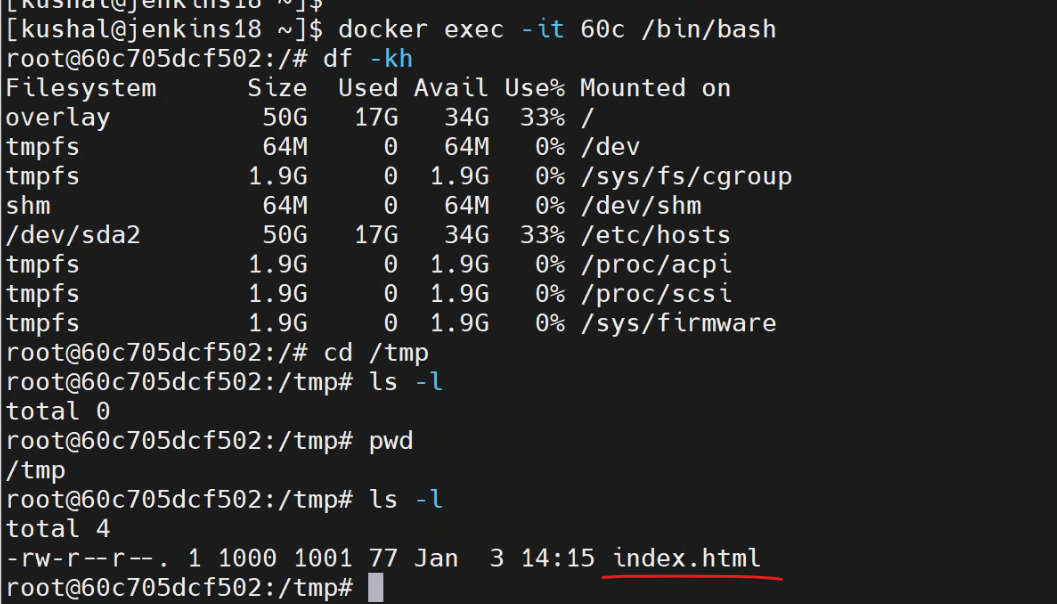 [kushal@jenkins18 ~]$
[kushal@jenkins18 ~]$ docker exec -it 60c /bin/bash
root@60c705dcf502:/# df -kh
Filesystem      Size  Used Avail Use% Mounted on
overlay          50G   17G   34G  33% /
tmpfs            64M     0   64M   0% /dev
tmpfs           1.9G     0  1.9G   0% /sys/fs/cgroup
shm              64M     0   64M   0% /dev/shm
/dev/sda2        50G   17G   34G  33% /etc/hosts
tmpfs           1.9G     0  1.9G   0% /proc/acpi
tmpfs           1.9G     0  1.9G   0% /proc/scsi
tmpfs           1.9G     0  1.9G   0% /sys/firmware
root@60c705dcf502:/# cd /tmp
root@60c705dcf502:/tmp# ls -l
total 0
root@60c705dcf502:/tmp# pwd
/tmp
root@60c705dcf502:/tmp# ls -l
total 4
-rw-r--r--. 1 1000 1001 77 Jan  3 14:15 index.html
root@60c705dcf502:/tmp#